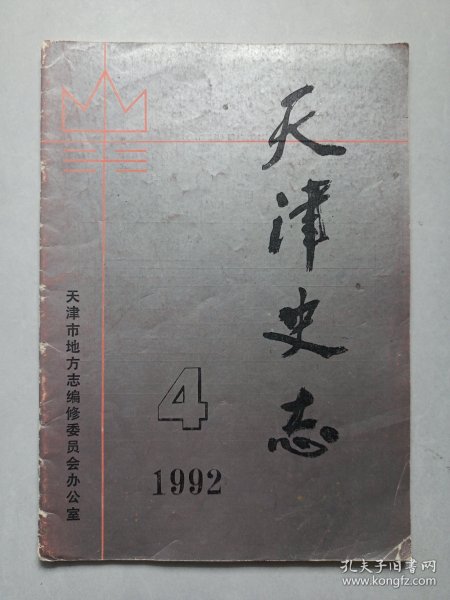 天津史志
4
1992
天津市地方志编修委员会办公室
孔夫子旧书网
www.kongfz.com